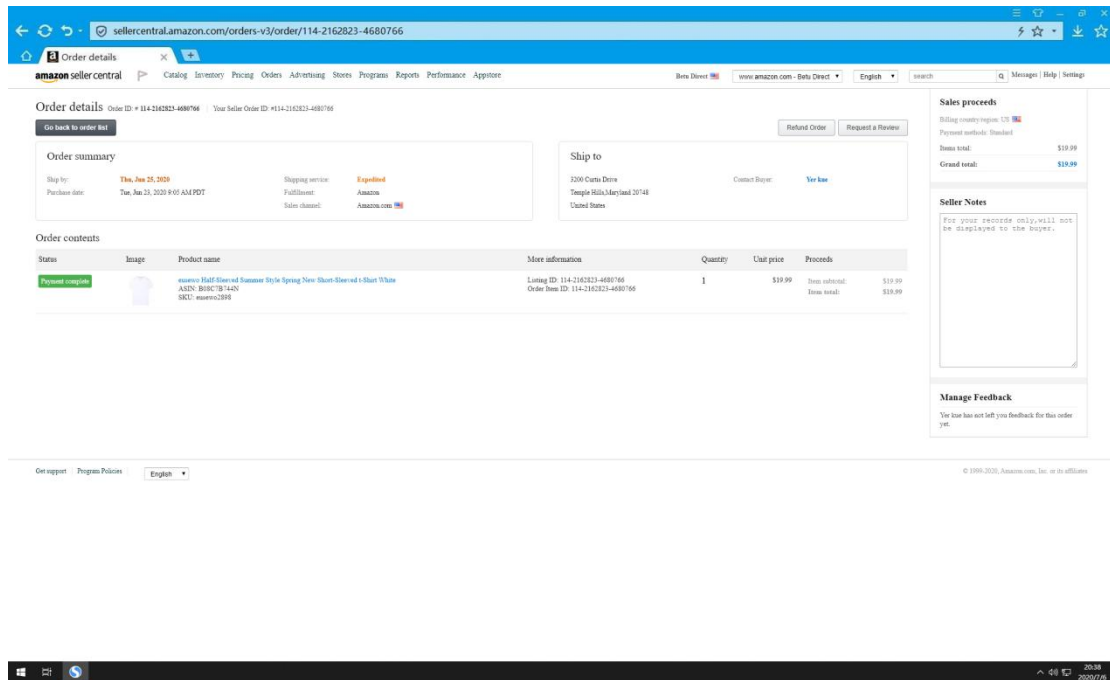 sellercentral.amazon.com/orders-v3/order/114-2162823-4680766
Order details
amazon seller central Catalog Inventory Pricing Orders Advertising Stores Programs Reports Performance Appstore Betu Direct www.amazon.com - Betu Direct English search Messages | Help | Settings
Order details Order ID: # 114-2162823-4680766 Your Seller Order ID: #114-2162823-4680766
Go back to order list Refund Order Request a Review
Order summary
Ship by: Thu, Jun 25, 2020 Shipping service: Expedited
Purchase date: Tue, Jun 23, 2020 9:05 AM PDT Fulfillment: Amazon
Sales channel: Amazon.com
Ship to
3200 Curtis Drive Contact Buyer: Yer kue
Temple Hills,Maryland 20748
United States
Order contents
Status Image Product name More information Quantity Unit price Proceeds
Payment complete eusewo Half-Sleeved Summer Style Spring New Short-Sleeved t-Shirt White Listing ID: 114-2162823-4680766 1 $19.99 Item subtotal: $19.99
ASIN: B08C7B744N Order Item ID: 114-2162823-4680766 Item total: $19.99
SKU: eusewo2898
Sales proceeds
Billing country/region: US
Payment methods: Standard
Items total: $19.99
Grand total: $19.99
Seller Notes
For your records only,will not
be displayed to the buyer.
Manage Feedback
Yer kue has not left you feedback for this order
yet.
Get support Program Policies English © 1999-2020, Amazon.com, Inc. or its affiliates
20:38
2020/7/6